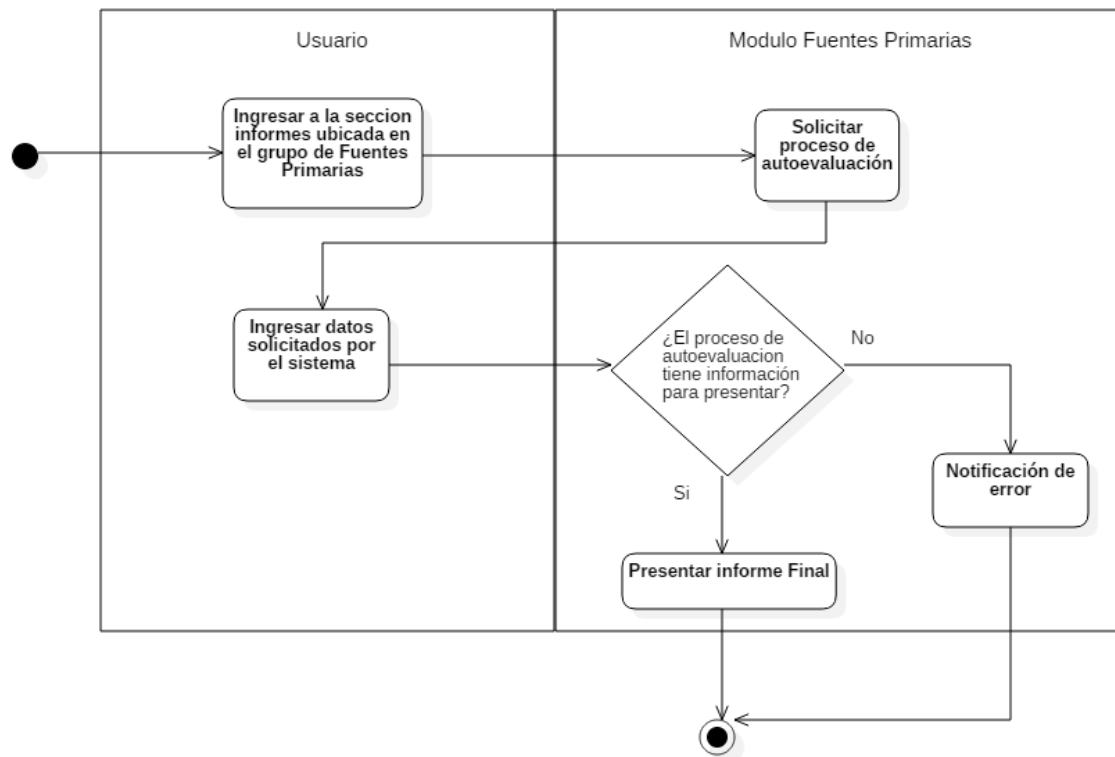 Usuario
Modulo Fuentes Primarias
Ingresar a la seccion
informes ubicada en
el grupo de Fuentes
Primarias
Solicitar
proceso de
autoevaluación
Ingresar datos
solicitados por
el sistema
¿El proceso de
autoevaluacion
tiene información
para presentar?
No
Notificación de
error
Si
Presentar informe Final